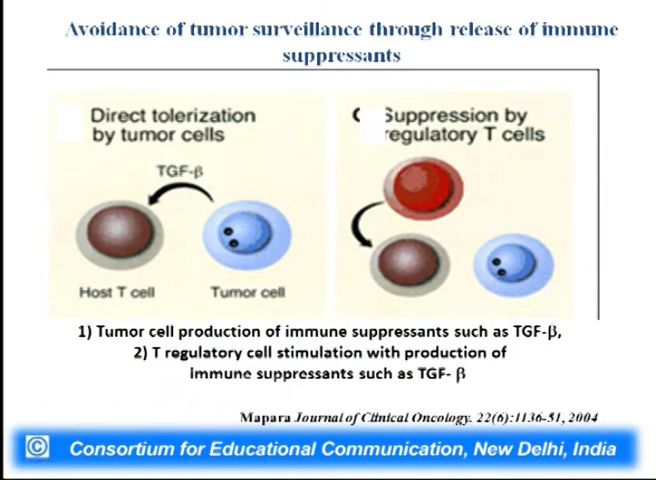 Avoidance of tumor surveillance through release of immune
suppressants
Direct tolerization
by tumor cells
TGF-β
Host T cell
Tumor cell
Suppression by
regulatory T cells
1) Tumor cell production of immune suppressants such as TGF-β,
2) T regulatory cell stimulation with production of
immune suppressants such as TGF- β
Mapara Journal of Clinical Oncology. 22(6):1136-51, 2004
© Consortium for Educational Communication, New Delhi, India